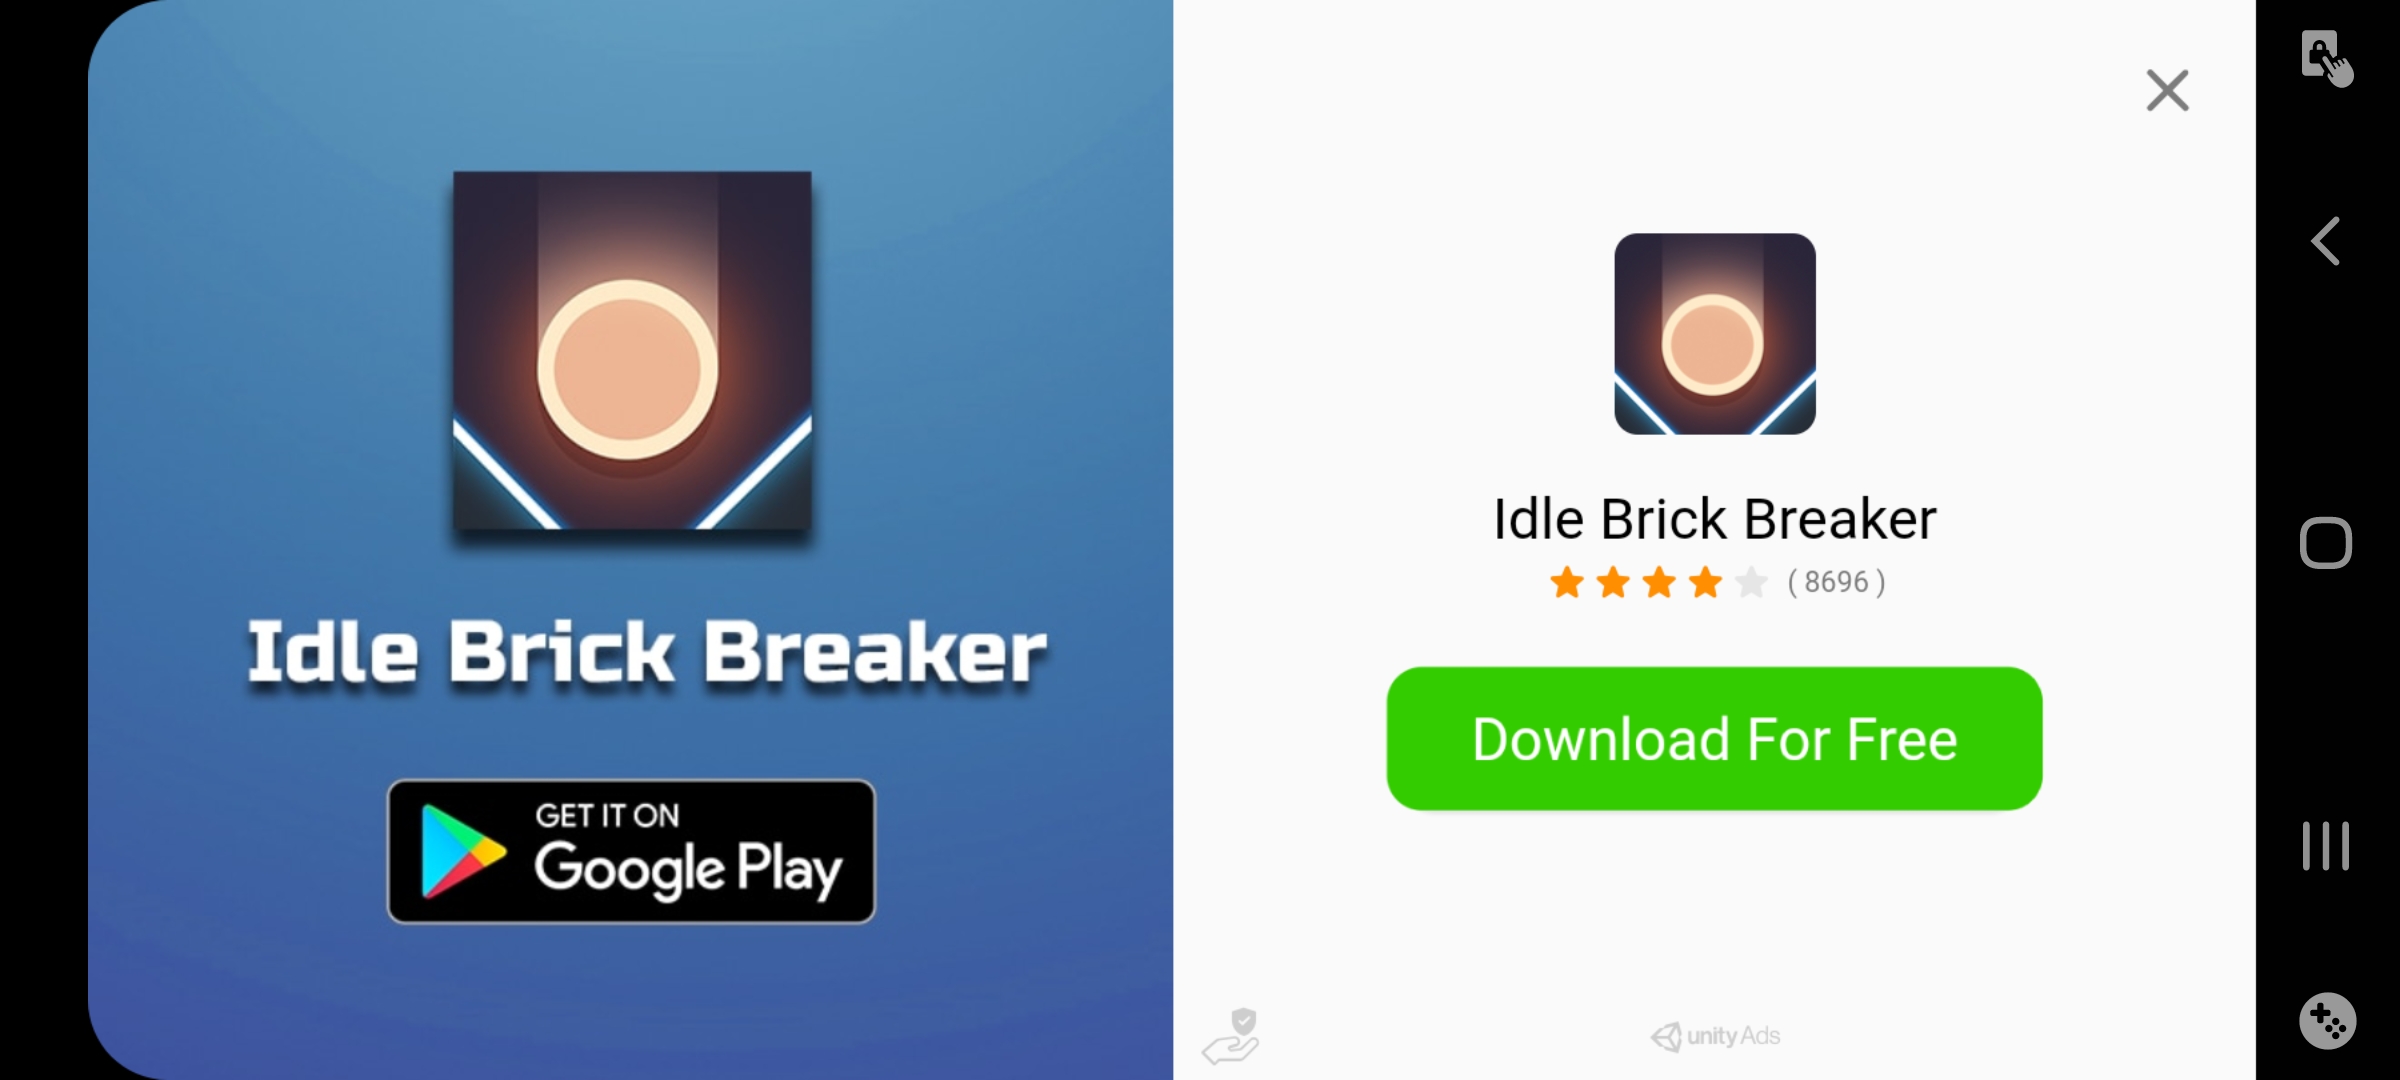 Idle Brick Breaker
GET IT ON
Google Play
Idle Brick Breaker
( 8696 )
Download For Free
unity Ads